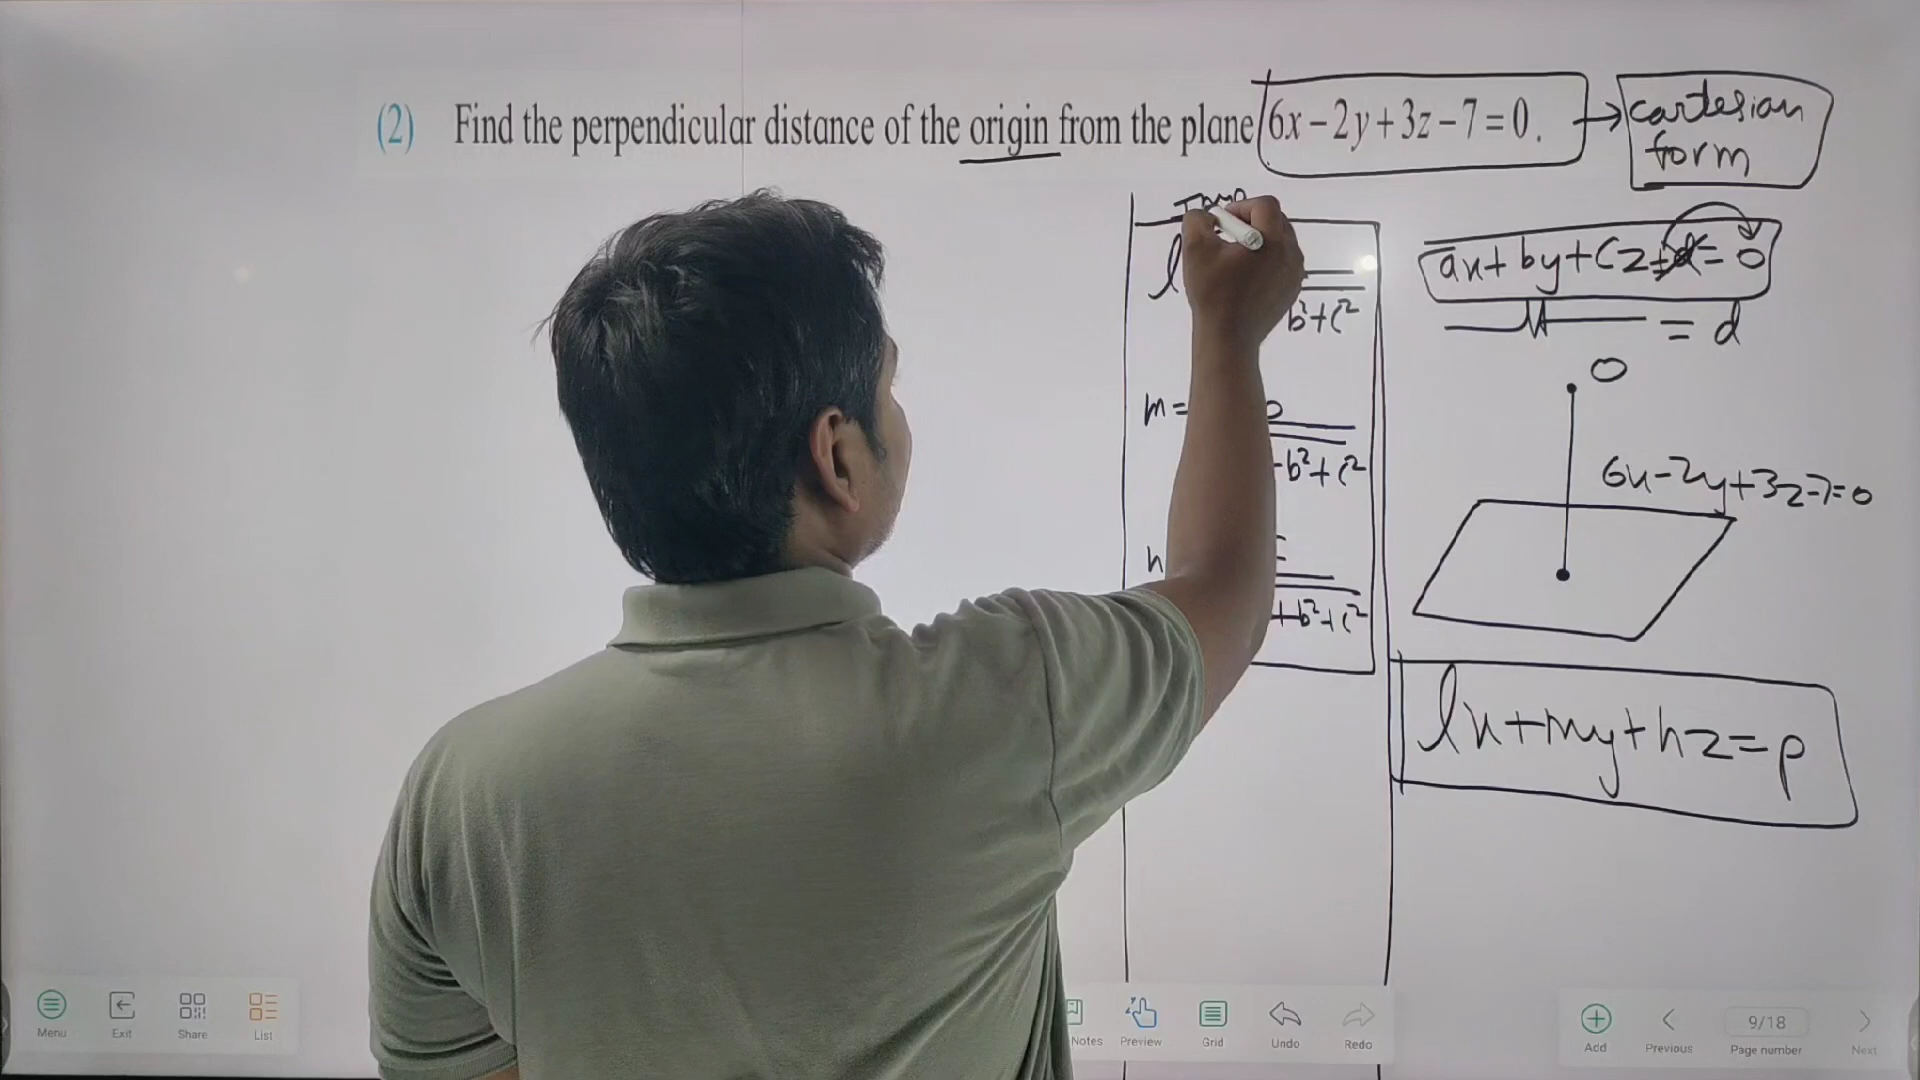 (2) Find the perpendicular distance of the origin from the plane 6x − 2y + 3z − 7 = 0.
cartesian
form
ax + by + cz + d = 0
= d
O
6x - 2y + 3z - 7 = 0
lx + my + nz = p
l
b² + c²
m =
b² + c²
n
+ b² + c²
Menu
Exit
Share
List
Notes
Preview
Grid
Undo
Redo
Add
Previous
9/18
Page number
Next